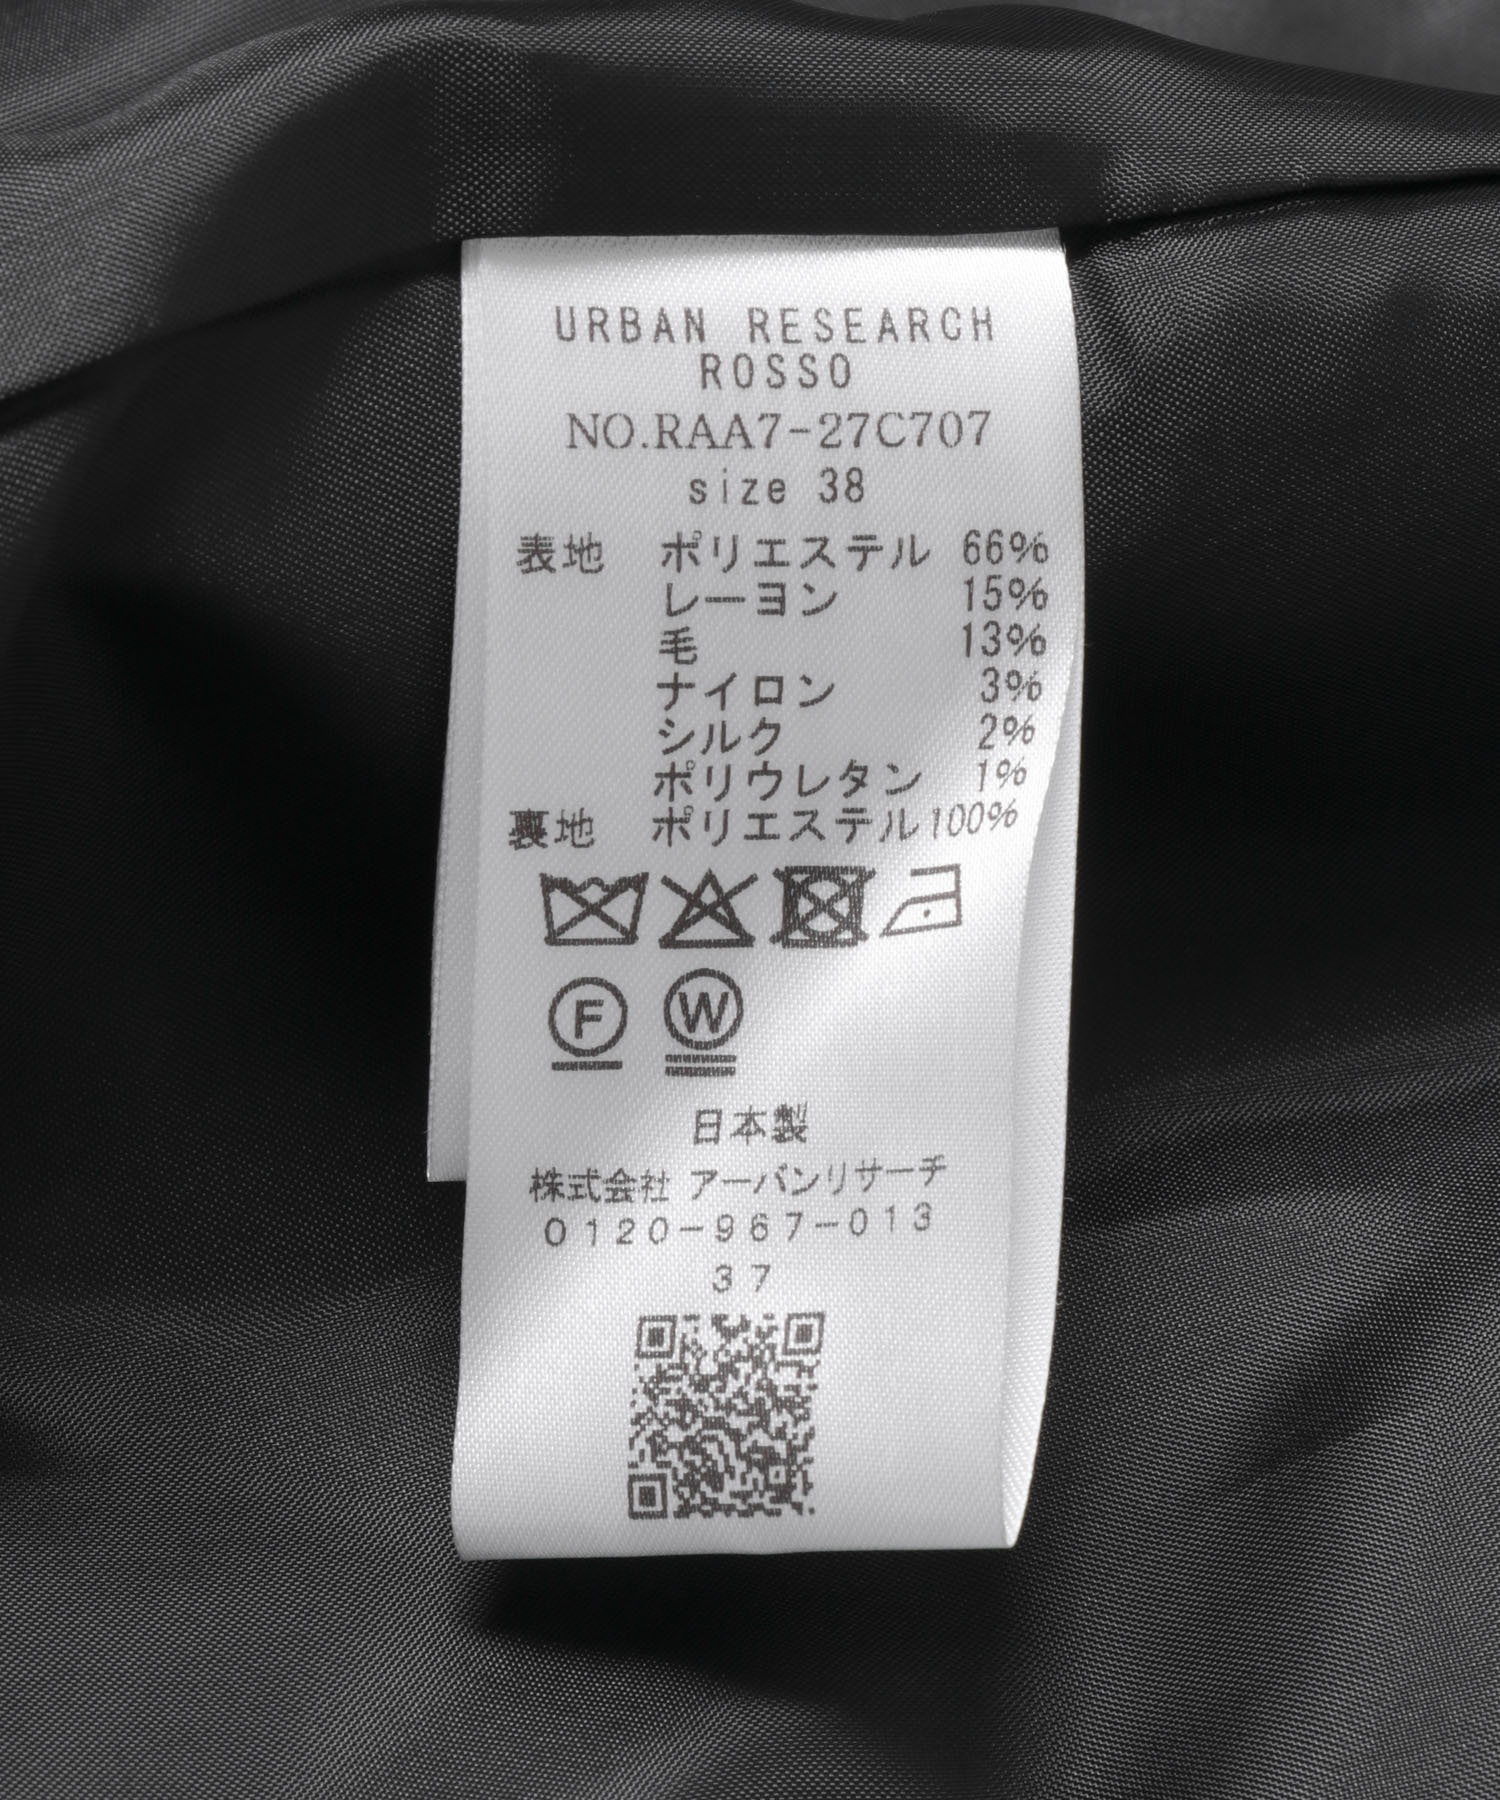 URBAN RESEARCH
ROSSO
NO.RAA7-27C707
size 38
表地 ポリエステル 66%
レーヨン 15%
毛 13%
ナイロン 3%
シルク 2%
ポリウレタン 1%
裏地 ポリエステル 100%
F W
日本製
株式会社 アーバンリサーチ
0120-967-013
37